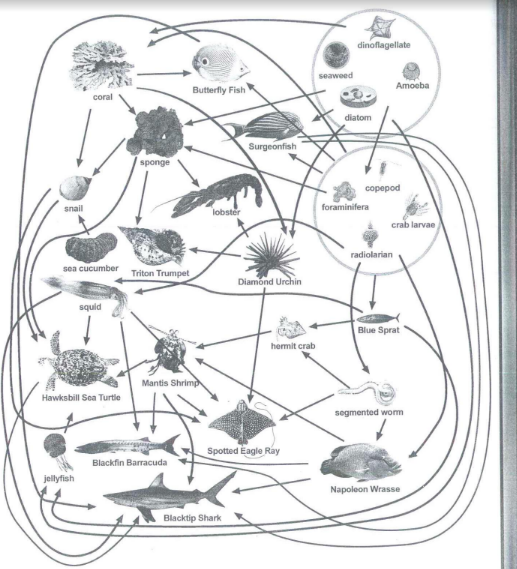 dinoflagellate
seaweed
Amoeba
diatom
coral
Butterfly Fish
Surgeonfish
sponge
copepod
foraminifera
crab larvae
radiolarian
snail
lobster
sea cucumber
Triton Trumpet
Diamond Urchin
squid
Blue Sprat
hermit crab
Hawksbill Sea Turtle
Mantis Shrimp
segmented worm
Spotted Eagle Ray
Blackfin Barracuda
jellyfish
Napoleon Wrasse
Blacktip Shark